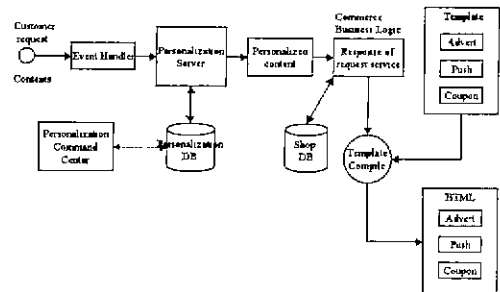 Customer
request
Contents
Event Handler
Personalization
Server
Personalized
content
Commerce
Business Logic
Response of
request service
Template
Advert
Push
Coupon
Personalization
Command
Center
Personalization
DB
Shop
DB
Template
Compile
HTML
Advert
Push
Coupon